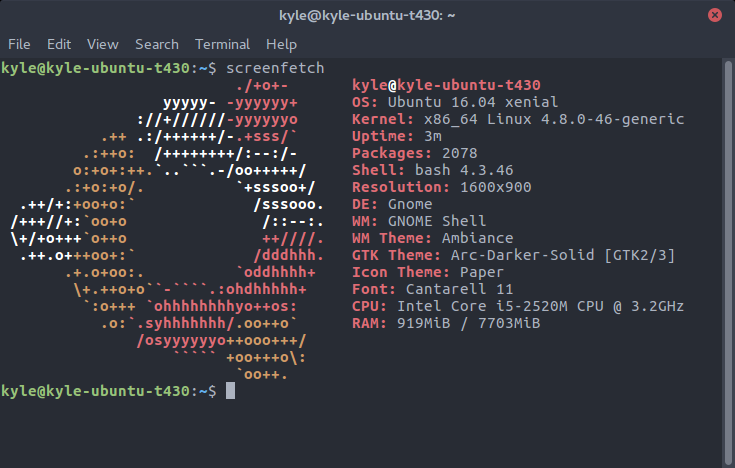 kyle@kyle-ubuntu-t430: ~
File Edit View Search Terminal Help
kyle@kyle-ubuntu-t430:~$ screenfetch
                          ./+o+-       kyle@kyle-ubuntu-t430
                  yyyyy- -yyyyyy+      OS: Ubuntu 16.04 xenial
               ://+//////-yyyyyyo      Kernel: x86_64 Linux 4.8.0-46-generic
           .++ .:/++++++/-.+sss/`      Uptime: 3m
         .:++o:  /++++++++/:--:/-      Packages: 2078
        o:+o+:++.`..```.-/oo+++++/     Shell: bash 4.3.46
       .:+o:+o/.          `+sssoo+/    Resolution: 1600x900
  .++/+:+oo+o:`             /sssooo.   DE: Gnome
 /+++//+:`oo+o               /::--:.   WM: GNOME Shell
 \+/+o+++`o++o               ++////.   WM Theme: Ambiance
  .++.o+++oo+:`             /dddhhh.   GTK Theme: Arc-Darker-Solid [GTK2/3]
       .+.o+oo:.          `oddhhhh+    Icon Theme: Paper
        \+.++o+o``-````.:ohdhhhhh+     Font: Cantarell 11
         `:o+++ `ohhhhhhhhyo++os:      CPU: Intel Core i5-2520M CPU @ 3.2GHz
           .o:`.syhhhhhhh/.oo++o`      RAM: 919MiB / 7703MiB
               /osyyyyyyo++ooo+++/
                   ````` +oo+++o\:
                          `oo++.
kyle@kyle-ubuntu-t430:~$